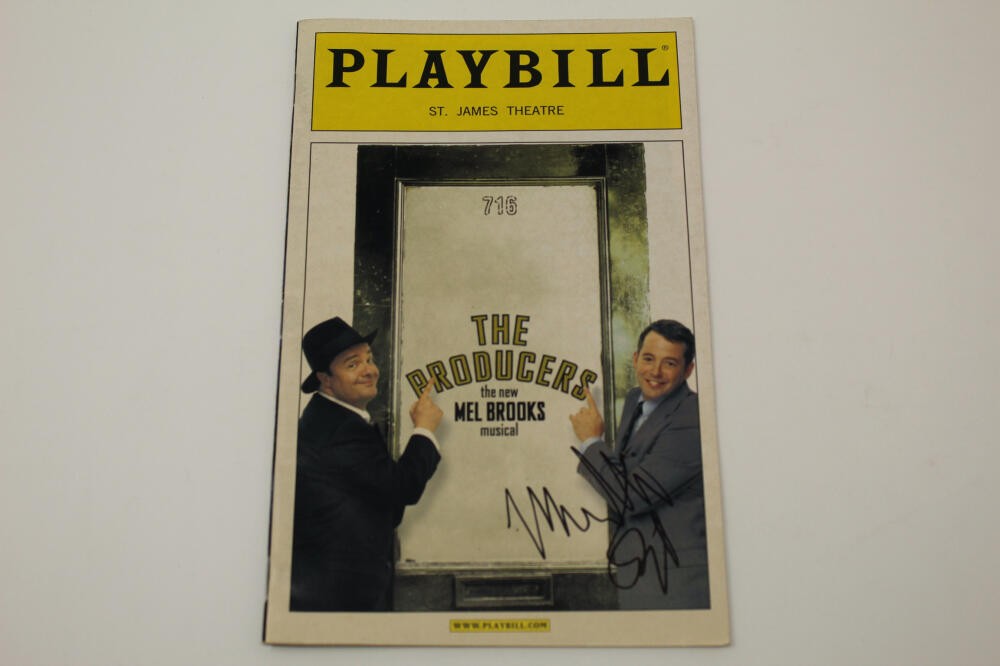 PLAYBILL®
ST. JAMES THEATRE
716
THE
PRODUCERS
the new
MEL BROOKS
musical
WWW.PLAYBILL.COM